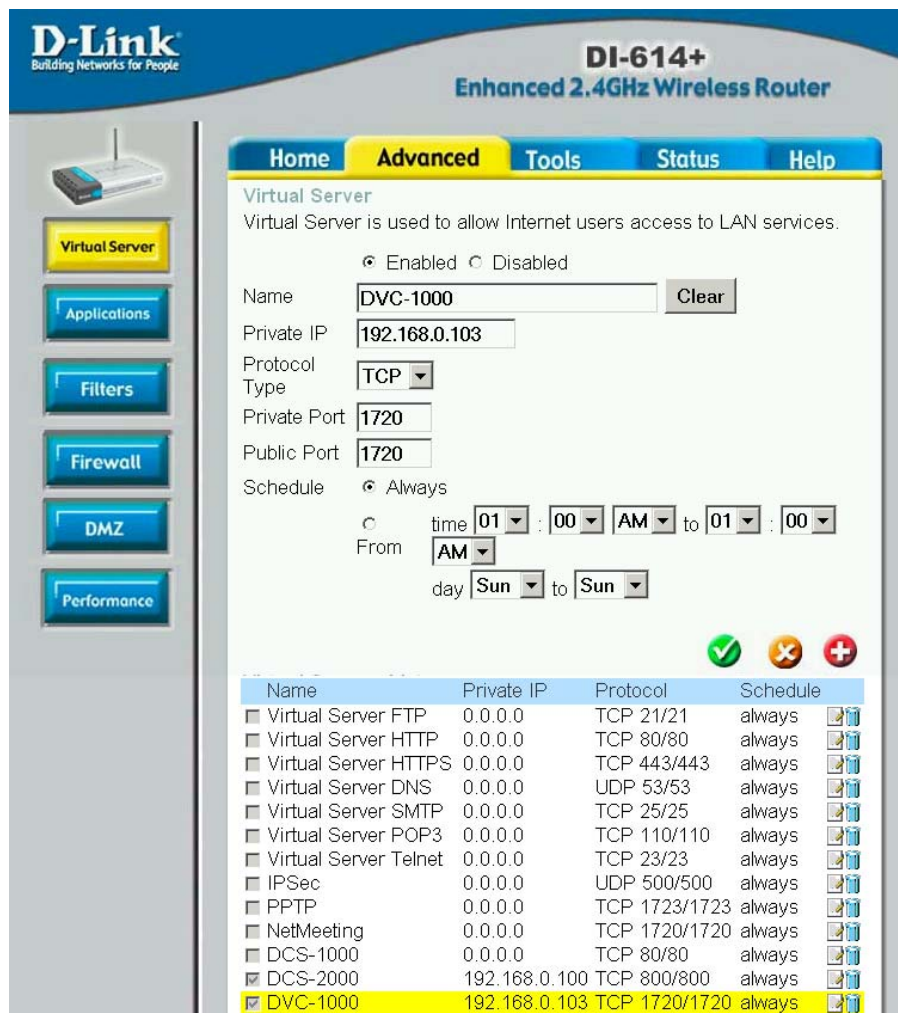 D-Link
Building Networks for People
DI-614+
Enhanced 2.4GHz Wireless Router
Home Advanced Tools Status Help
Virtual Server
Applications
Filters
Firewall
DMZ
Performance
Virtual Server
Virtual Server is used to allow Internet users access to LAN services.
Enabled Disabled
Name DVC-1000 Clear
Private IP 192.168.0.103
Protocol
Type TCP
Private Port 1720
Public Port 1720
Schedule Always
From time 01 : 00 AM to 01 : 00
AM
day Sun to Sun
Name Private IP Protocol Schedule
Virtual Server FTP 0.0.0.0 TCP 21/21 always
Virtual Server HTTP 0.0.0.0 TCP 80/80 always
Virtual Server HTTPS 0.0.0.0 TCP 443/443 always
Virtual Server DNS 0.0.0.0 UDP 53/53 always
Virtual Server SMTP 0.0.0.0 TCP 25/25 always
Virtual Server POP3 0.0.0.0 TCP 110/110 always
Virtual Server Telnet 0.0.0.0 TCP 23/23 always
IPSec 0.0.0.0 UDP 500/500 always
PPTP 0.0.0.0 TCP 1723/1723 always
NetMeeting 0.0.0.0 TCP 1720/1720 always
DCS-1000 0.0.0.0 TCP 80/80 always
DCS-2000 192.168.0.100 TCP 800/800 always
DVC-1000 192.168.0.103 TCP 1720/1720 always